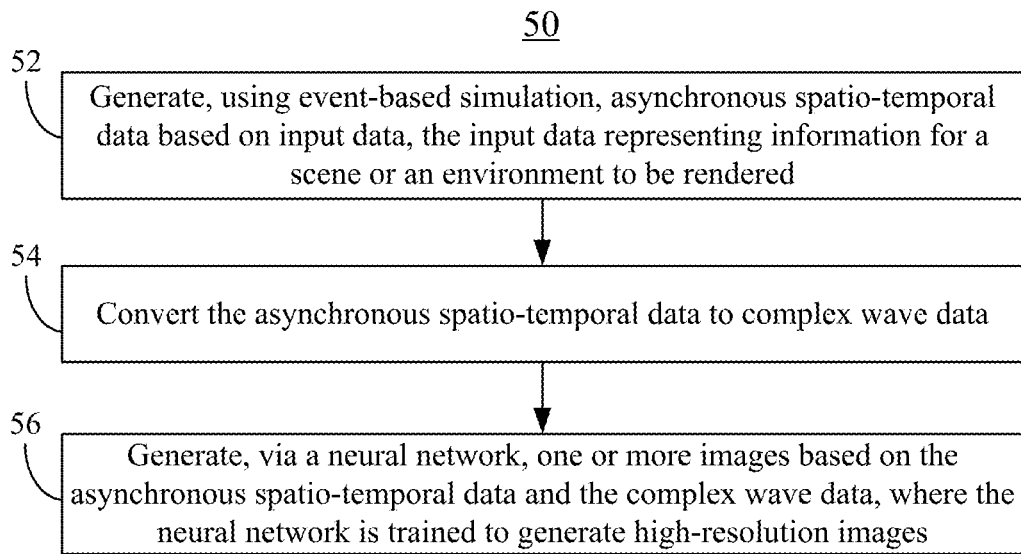 50
52
Generate, using event-based simulation, asynchronous spatio-temporal
data based on input data, the input data representing information for a
scene or an environment to be rendered
54
Convert the asynchronous spatio-temporal data to complex wave data
56
Generate, via a neural network, one or more images based on the
asynchronous spatio-temporal data and the complex wave data, where the
neural network is trained to generate high-resolution images